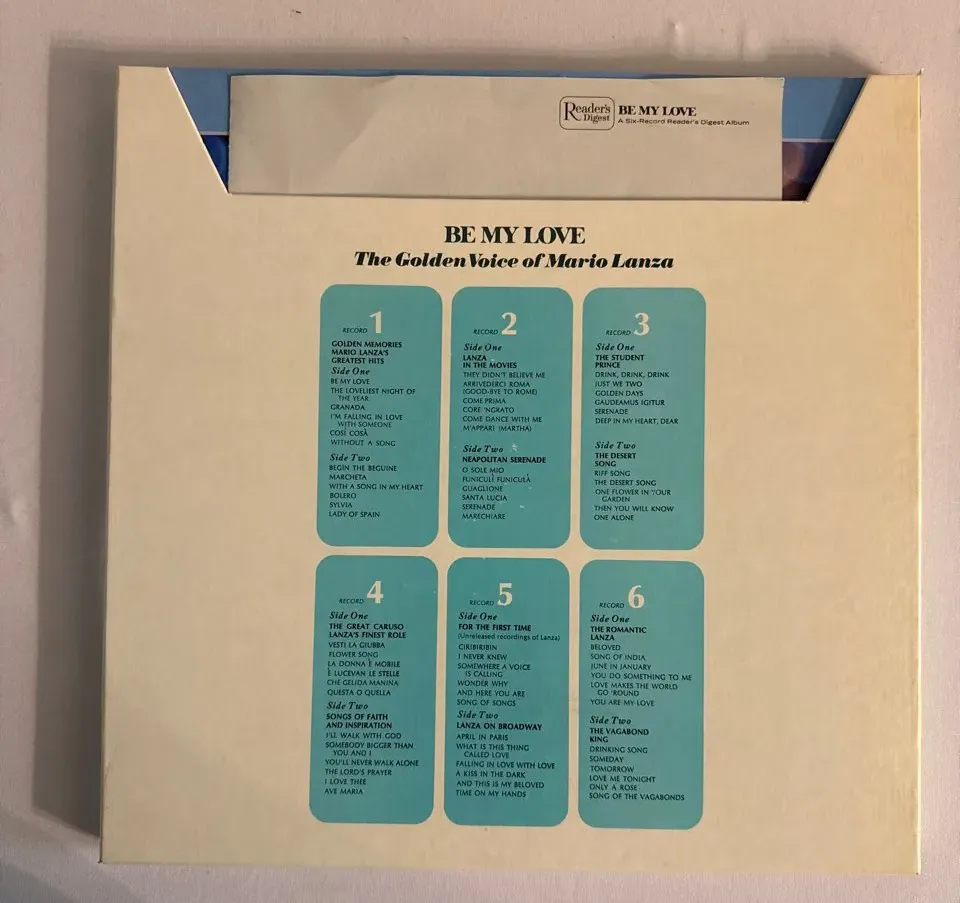 Reader's
Digest
BE MY LOVE
A Six-Record Reader's Digest Album
BE MY LOVE
The Golden Voice of Mario Lanza
RECORD 1
GOLDEN MEMORIES
MARIO LANZA'S
GREATEST HITS
Side One
BE MY LOVE
THE LOVELIEST NIGHT OF
THE YEAR
GRANADA
I'M FALLING IN LOVE
WITH SOMEONE
COSÌ COSÀ
WITHOUT A SONG
Side Two
BEGIN THE BEGUINE
MARCHETA
WITH A SONG IN MY HEART
BOLERO
SYLVIA
LADY OF SPAIN
RECORD 2
Side One
LANZA
IN THE MOVIES
THEY DIDN'T BELIEVE ME
ARRIVEDERCI ROMA
(GOOD-BYE TO ROME)
COME PRIMA
CORE 'NGRATO
COME DANCE WITH ME
M'APPARI (MARTHA)
Side Two
NEAPOLITAN SERENADE
O SOLE MIO
FUNICULÌ FUNICULÀ
GUAGLIONE
SANTA LUCIA
SERENADE
MARECHIARE
RECORD 3
Side One
THE STUDENT
PRINCE
DRINK, DRINK, DRINK
JUST WE TWO
GOLDEN DAYS
GAUDEAMUS IGITUR
SERENADE
DEEP IN MY HEART, DEAR
Side Two
THE DESERT
SONG
RIFF SONG
THE DESERT SONG
ONE FLOWER IN YOUR
GARDEN
THEN YOU WILL KNOW
ONE ALONE
RECORD 4
Side One
THE GREAT CARUSO
LANZA'S FINEST ROLE
VESTI LA GIUBBA
FLOWER SONG
LA DONNA È MOBILE
È LUCEVAN LE STELLE
CHE GELIDA MANINA
QUESTA O QUELLA
Side Two
SONGS OF FAITH
AND INSPIRATION
I'LL WALK WITH GOD
SOMEBODY BIGGER THAN
YOU AND I
YOU'LL NEVER WALK ALONE
THE LORD'S PRAYER
I LOVE THEE
AVE MARIA
RECORD 5
Side One
FOR THE FIRST TIME
(Unreleased recordings of Lanza)
CIRIBIRIBIN
I NEVER KNEW
SOMEWHERE A VOICE
IS CALLING
WONDER WHY
AND HERE YOU ARE
SONG OF SONGS
Side Two
LANZA ON BROADWAY
APRIL IN PARIS
WHAT IS THIS THING
CALLED LOVE
FALLING IN LOVE WITH LOVE
A KISS IN THE DARK
AND THIS IS MY BELOVED
TIME ON MY HANDS
RECORD 6
Side One
THE ROMANTIC
LANZA
BELOVED
SONG OF INDIA
JUNE IN JANUARY
YOU DO SOMETHING TO ME
LOVE MAKES THE WORLD
GO 'ROUND
YOU ARE MY LOVE
Side Two
THE VAGABOND
KING
DRINKING SONG
SOMEDAY
TOMORROW
LOVE ME TONIGHT
ONLY A ROSE
SONG OF THE VAGABONDS